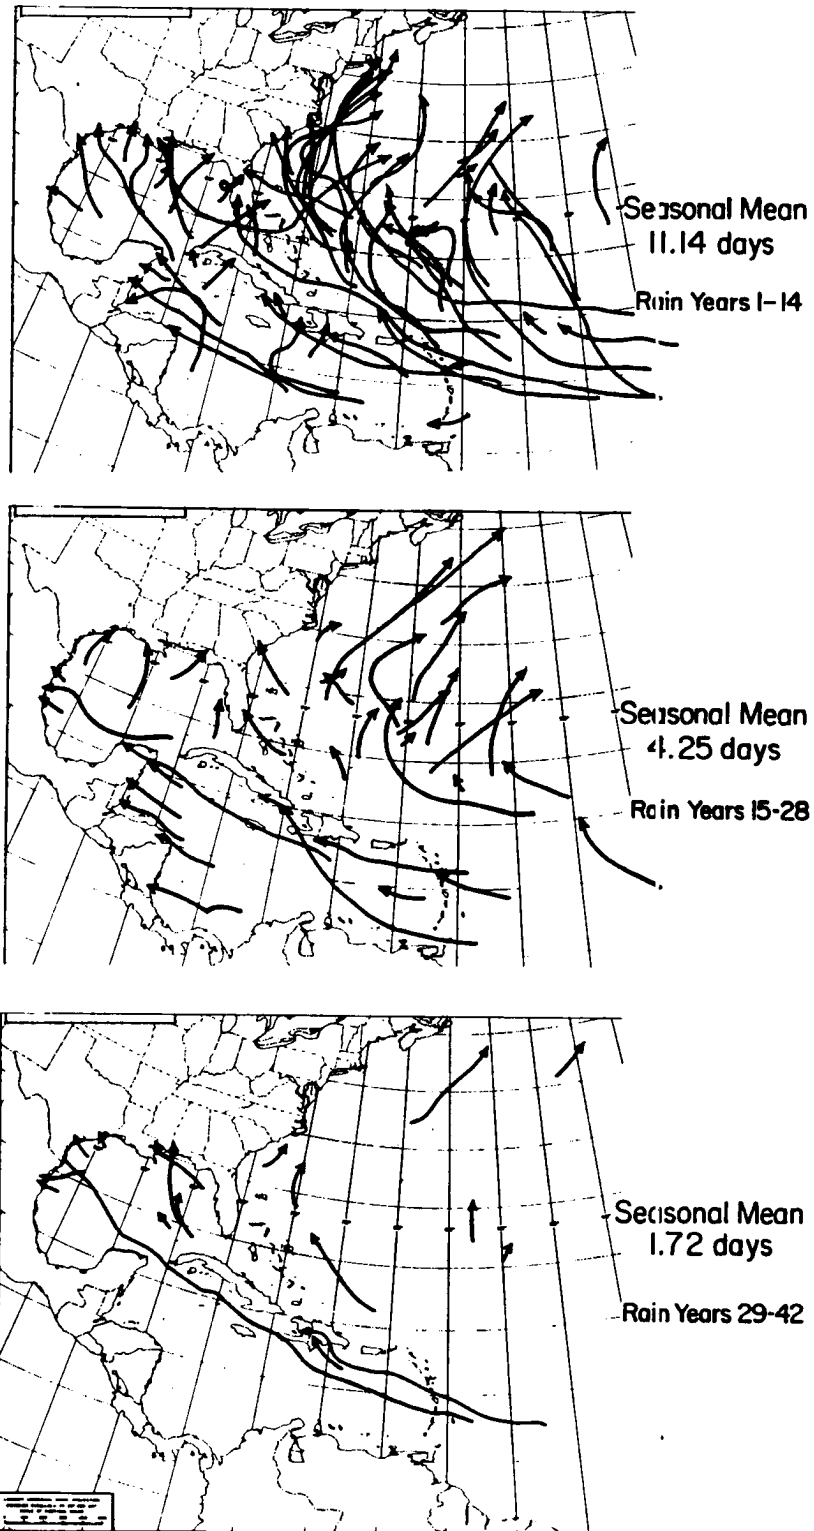 Seasonal Mean
11.14 days
Rain Years 1-14
Seasonal Mean
4.25 days
Rain Years 15-28
Seasonal Mean
1.72 days
Rain Years 29-42